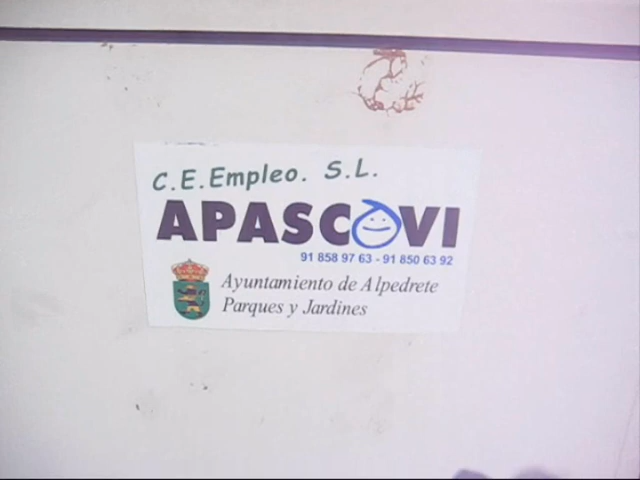 C.E.Empleo. S.L.
APASCOVI
91 858 97 63 - 91 850 63 92
Ayuntamiento de Alpedrete
Parques y Jardines